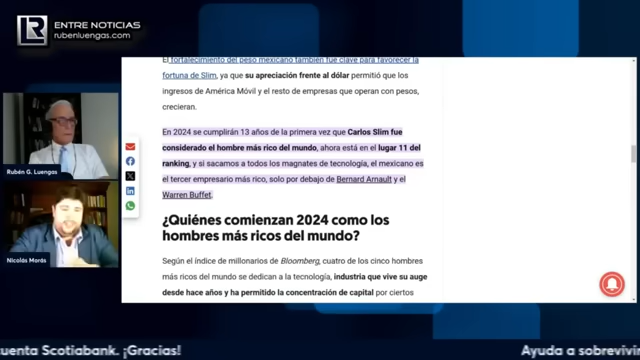 LR
ENTRE NOTICIAS
rubenluengas.com
El fortalecimiento del peso mexicano también fue clave para favorecer la
fortuna de Slim, ya que su apreciación frente al dólar permitió que los
ingresos de América Móvil y el resto de empresas que operan con pesos,
crecieran.
En 2024 se cumplirán 13 años de la primera vez que Carlos Slim fue
considerado el hombre más rico del mundo, ahora está en el lugar 11 del
ranking, y si sacamos a todos los magnates de tecnología, el mexicano es
el tercer empresario más rico, solo por debajo de Bernard Arnault y el
Warren Buffet.
¿Quiénes comienzan 2024 como los
hombres más ricos del mundo?
Según el índice de millonarios de Bloomberg, cuatro de los cinco hombres
más ricos del mundo se dedican a la tecnología, industria que vive su auge
desde hace años y ha permitido la concentración de capital por ciertos
Rubén G. Luengas
Nicolás Morás
cuenta Scotiabank. ¡Gracias!
Ayuda a sobrevivir